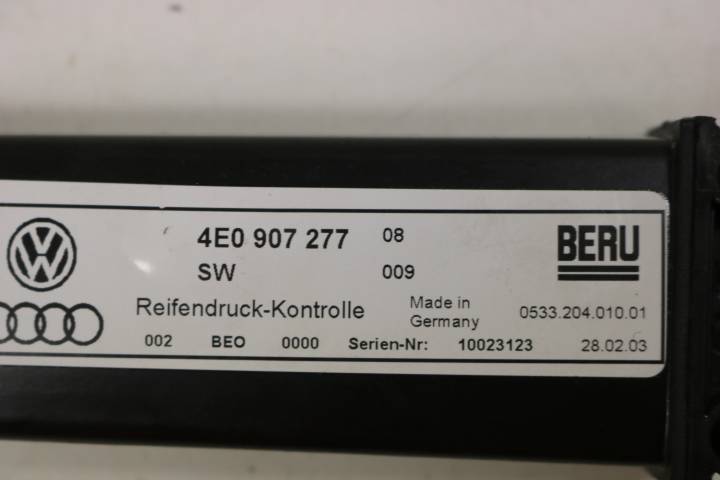 4E0 907 277 08
SW 009
BERU
Reifendruck-Kontrolle Made in Germany 0533.204.010.01
002 BEO 0000 Serien-Nr: 10023123 28.02.03